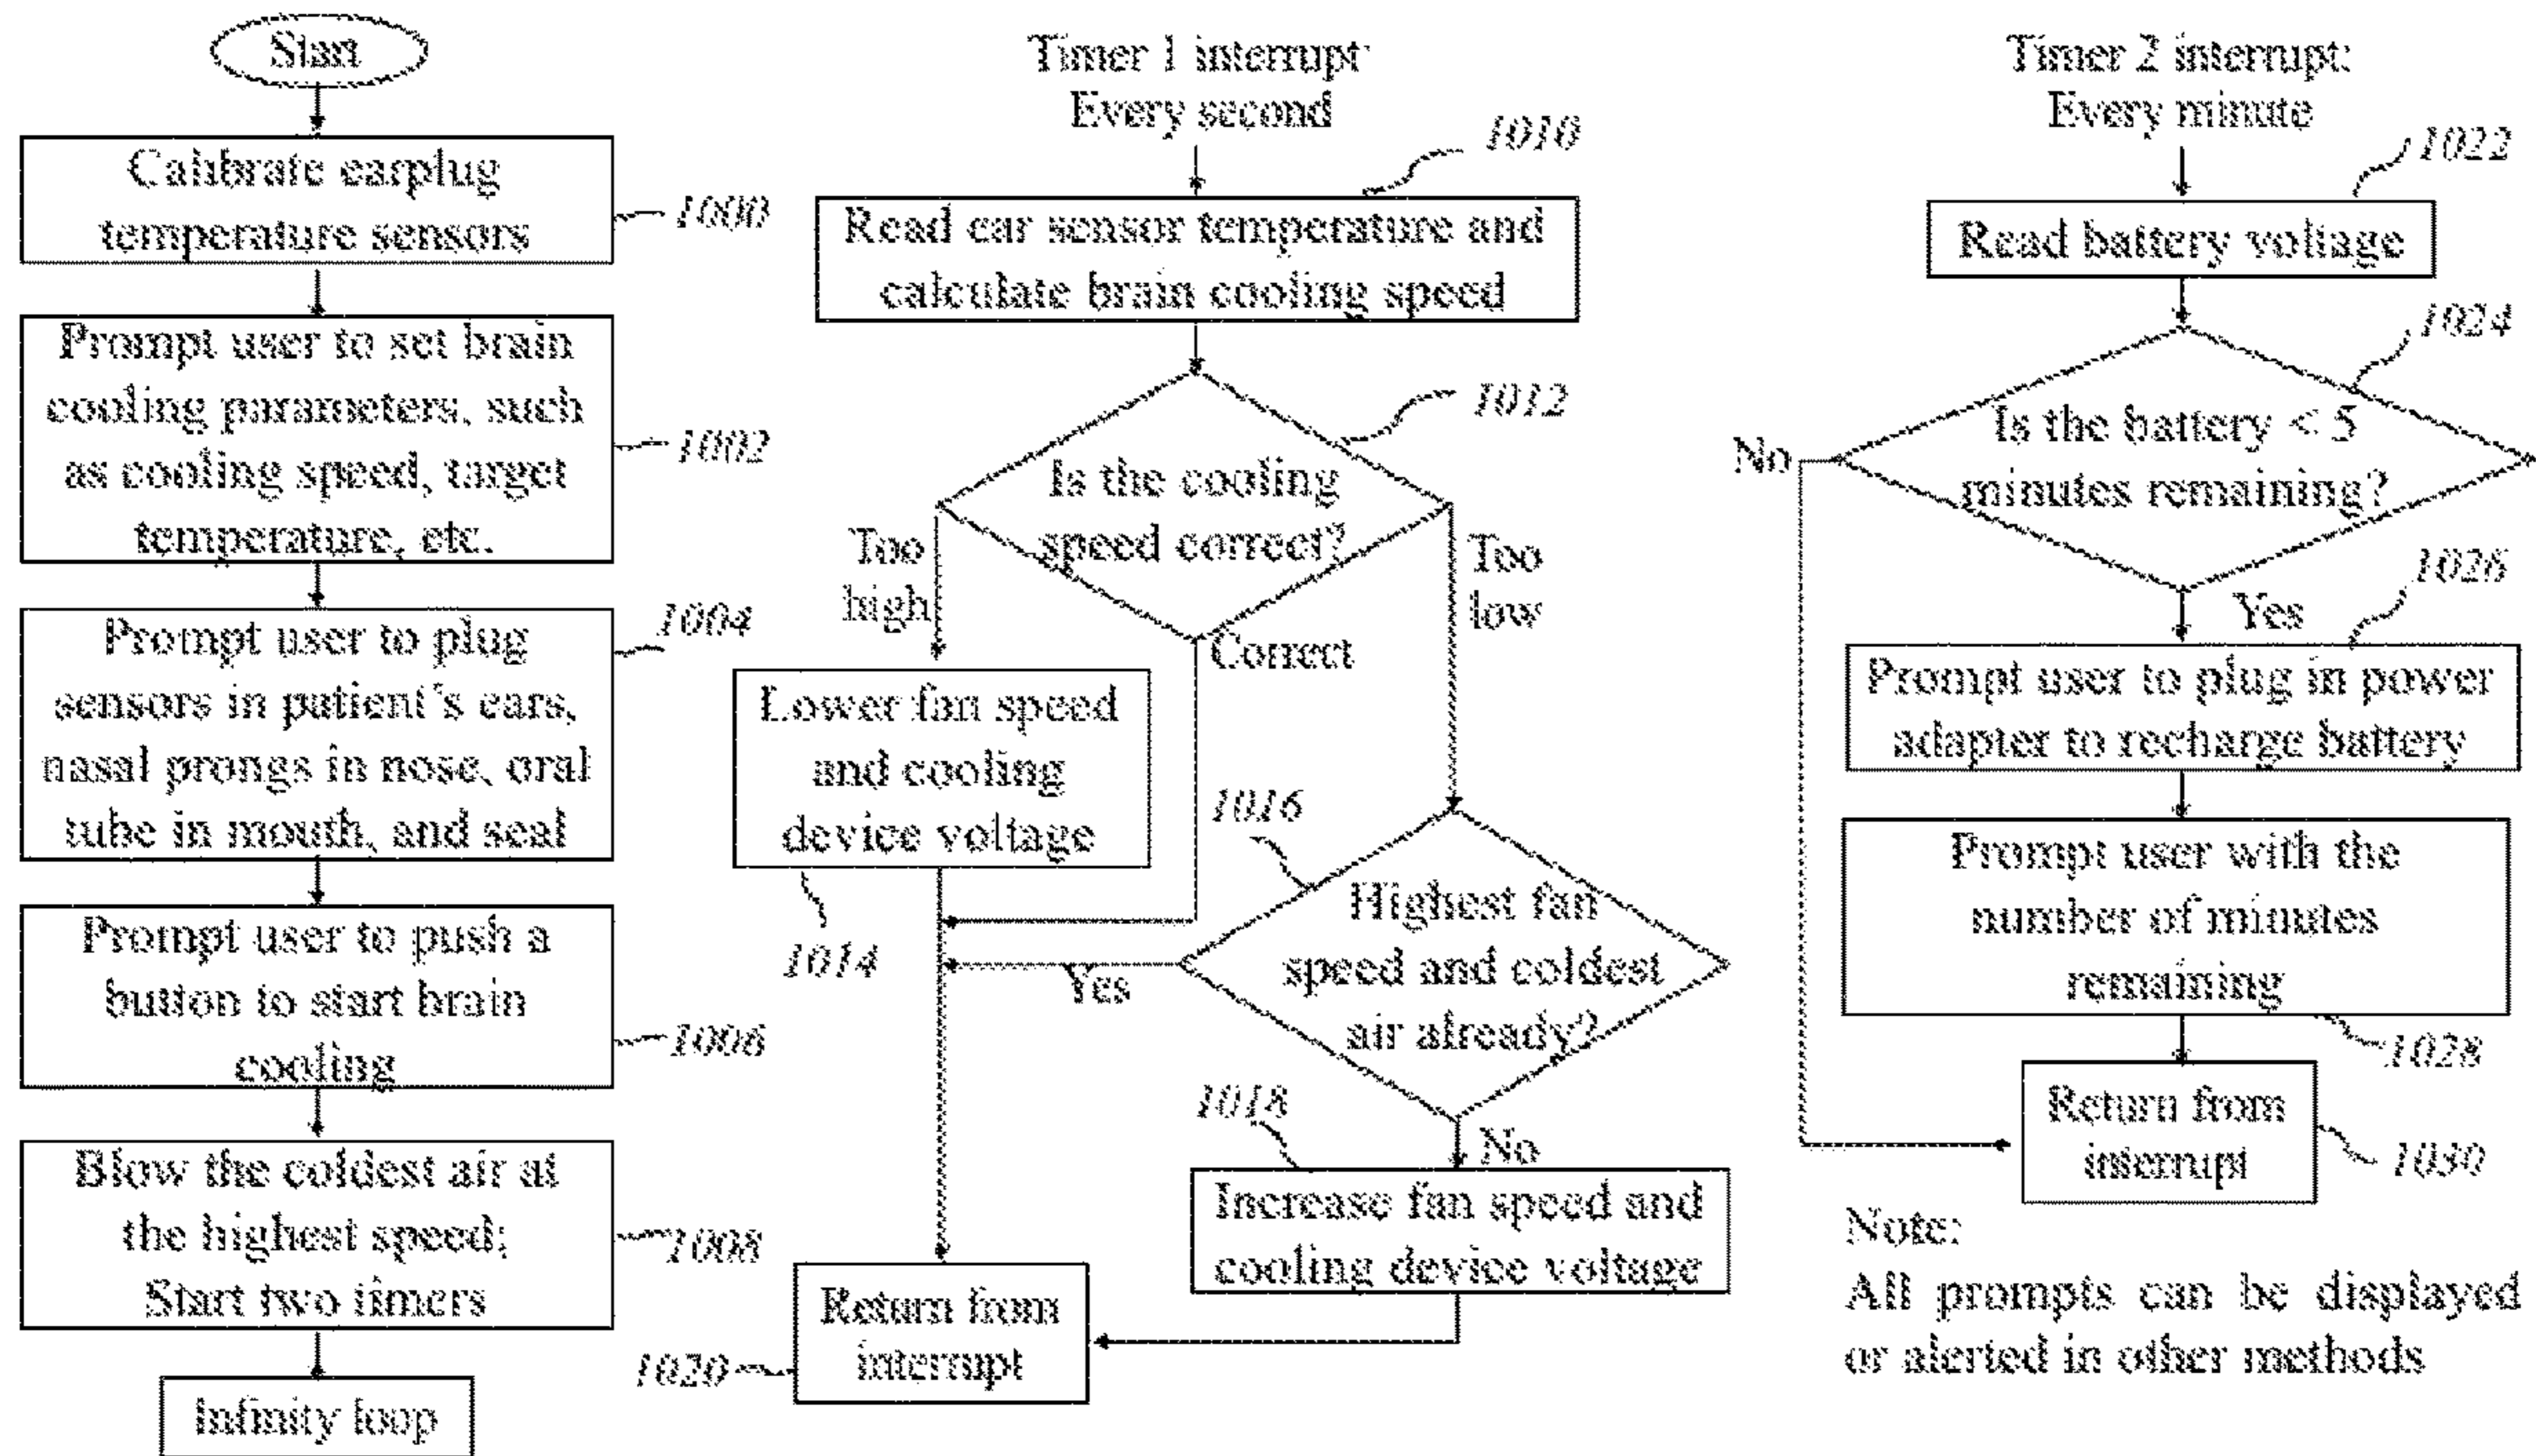 Start
Calibrate earplug
temperature sensors
1000
Prompt user to set brain
cooling parameters, such
as cooling speed, target
temperature, etc.
1002
Prompt user to plug
sensors in patient's ears,
nasal prongs in nose, oral
tube in mouth, and seal
1004
Prompt user to push a
button to start brain
cooling
1006
Blow the coldest air at
the highest speed;
Start two timers
1008
Infinity loop
Timer 1 interrupt:
Every second
1010
Read ear sensor temperature and
calculate brain cooling speed
1012
Is the cooling
speed correct?
Too
high
Correct
Too
low
Lower fan speed
and cooling
device voltage
1014
1016
Highest fan
speed and coldest
air already?
Yes
No
1018
Increase fan speed and
cooling device voltage
Return from
interrupt
1020
Timer 2 interrupt:
Every minute
1022
Read battery voltage
1024
Is the battery < 5
minutes remaining?
No
Yes
1026
Prompt user to plug in power
adapter to recharge battery
Prompt user with the
number of minutes
remaining
1028
Return from
interrupt
1030
Note:
All prompts can be displayed
or alerted in other methods